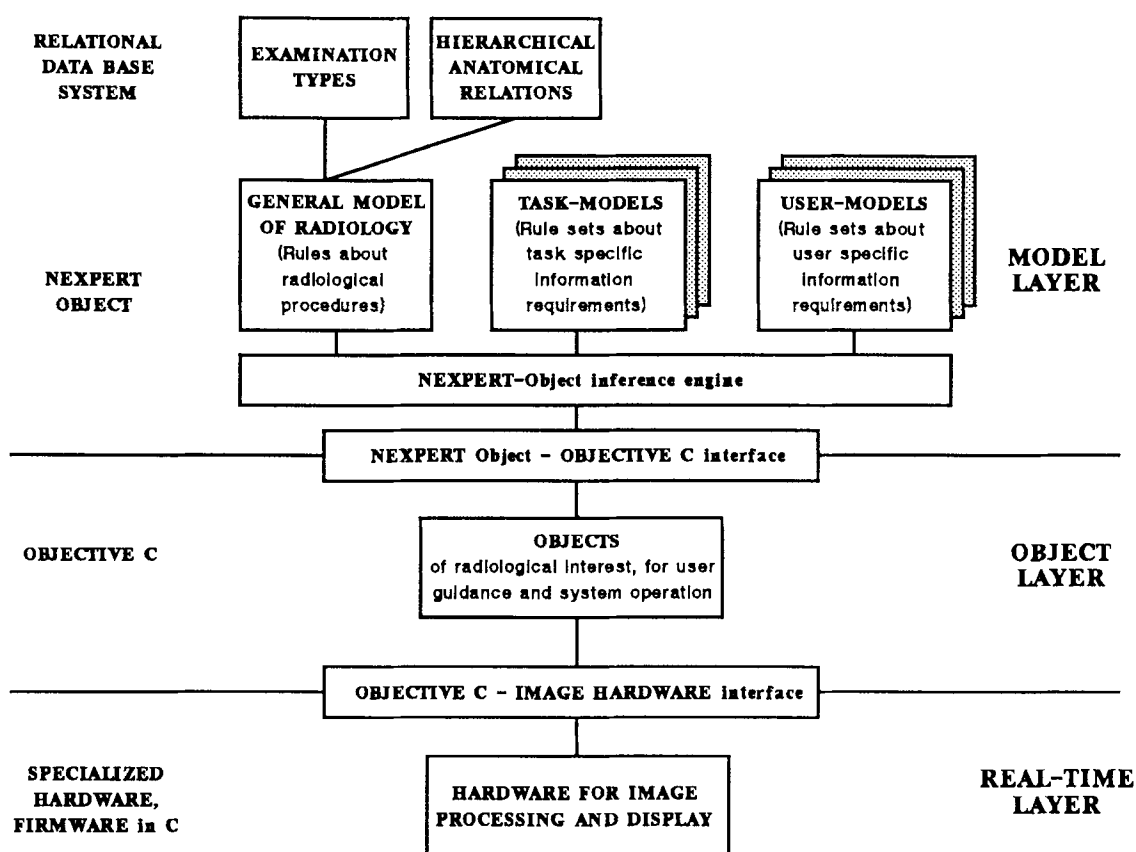 RELATIONAL
DATA BASE
SYSTEM
EXAMINATION
TYPES
HIERARCHICAL
ANATOMICAL
RELATIONS
NEXPERT
OBJECT
GENERAL MODEL
OF RADIOLOGY
(Rules about
radiological
procedures)
TASK-MODELS
(Rule sets about
task specific
information
requirements)
USER-MODELS
(Rule sets about
user specific
information
requirements)
MODEL
LAYER
NEXPERT-Object inference engine
NEXPERT Object - OBJECTIVE C interface
OBJECTIVE C
OBJECTS
of radiological interest, for user
guidance and system operation
OBJECT
LAYER
OBJECTIVE C - IMAGE HARDWARE interface
SPECIALIZED
HARDWARE,
FIRMWARE in C
HARDWARE FOR IMAGE
PROCESSING AND DISPLAY
REAL-TIME
LAYER